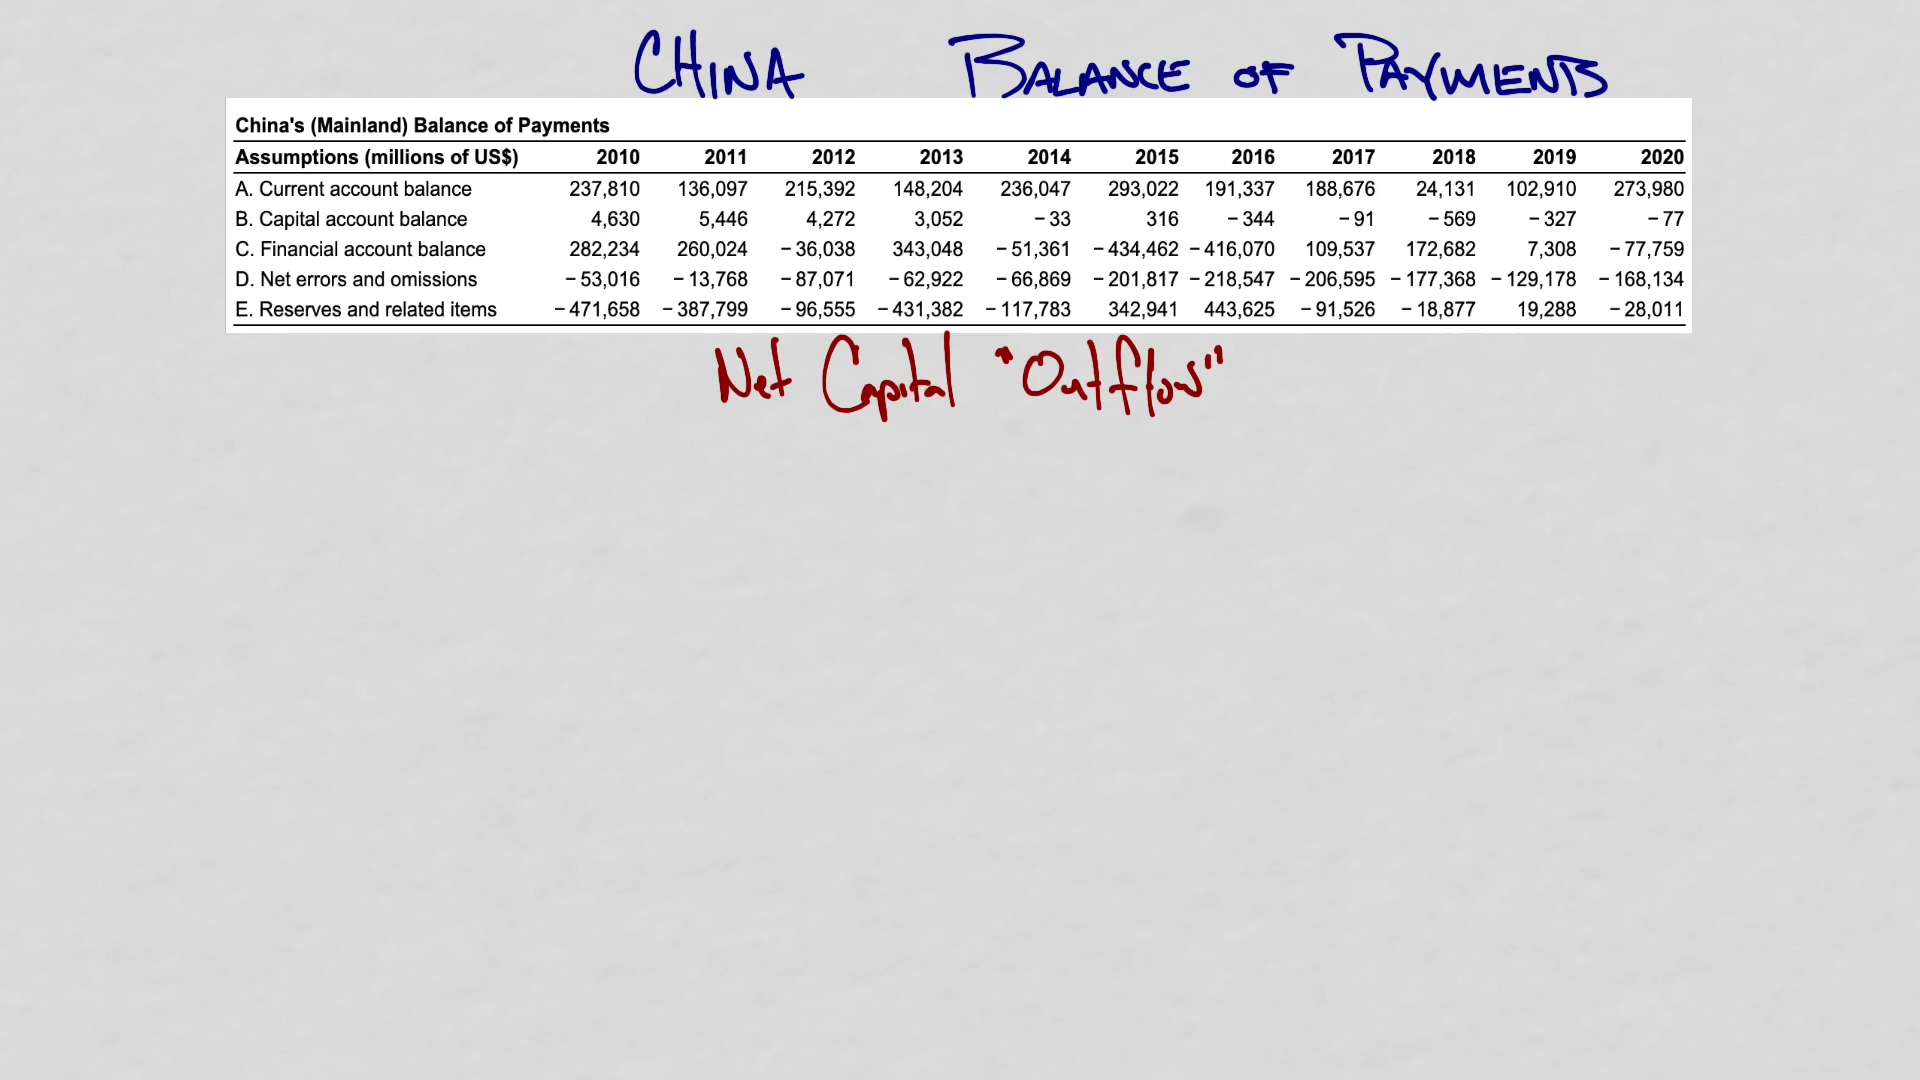 CHINA BALANCE OF PAYMENTS
China's (Mainland) Balance of Payments
Assumptions (millions of US$) 2010 2011 2012 2013 2014 2015 2016 2017 2018 2019 2020
A. Current account balance 237,810 136,097 215,392 148,204 236,047 293,022 191,337 188,676 24,131 102,910 273,980
B. Capital account balance 4,630 5,446 4,272 3,052 −33 316 −344 −91 −569 −327 −77
C. Financial account balance 282,234 260,024 −36,038 343,048 −51,361 −434,462 −416,070 109,537 172,682 7,308 −77,759
D. Net errors and omissions −53,016 −13,768 −87,071 −62,922 −66,869 −201,817 −218,547 −206,595 −177,368 −129,178 −168,134
E. Reserves and related items −471,658 −387,799 −96,555 −431,382 −117,783 342,941 443,625 −91,526 −18,877 19,288 −28,011
Net Capital "Outflow"